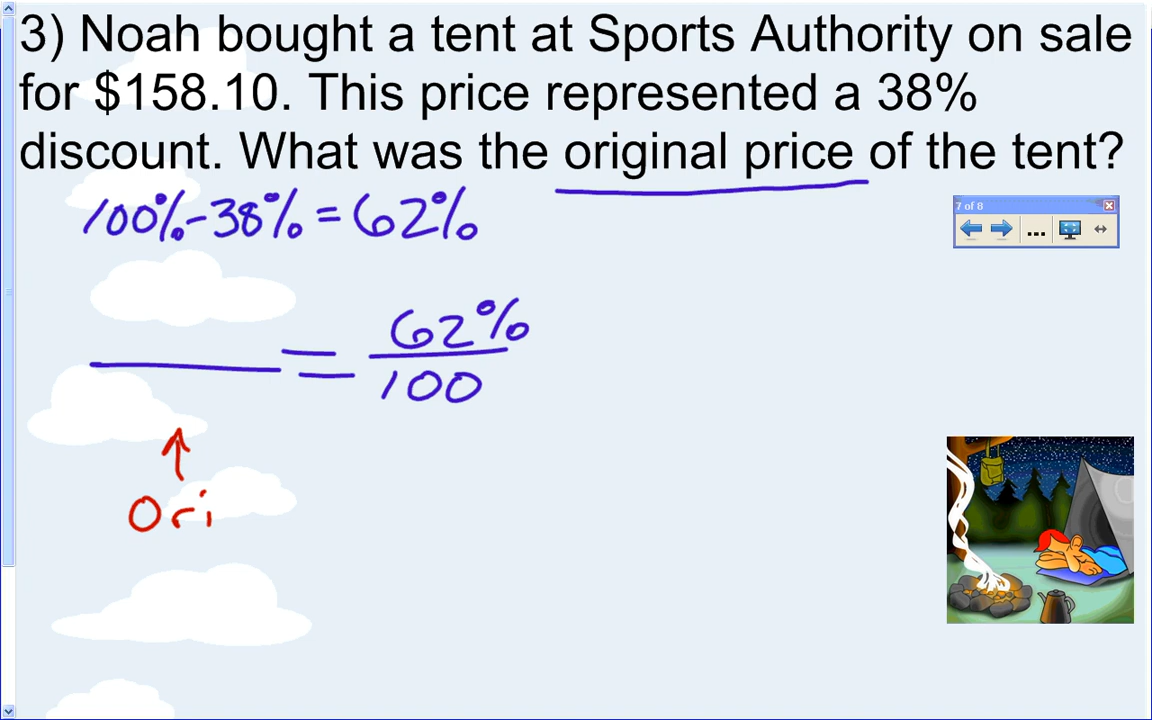 3) Noah bought a tent at Sports Authority on sale
for $158.10. This price represented a 38%
discount. What was the original price of the tent?
100%-38%=62%
7 of 8
...
62%
=
100
Ori